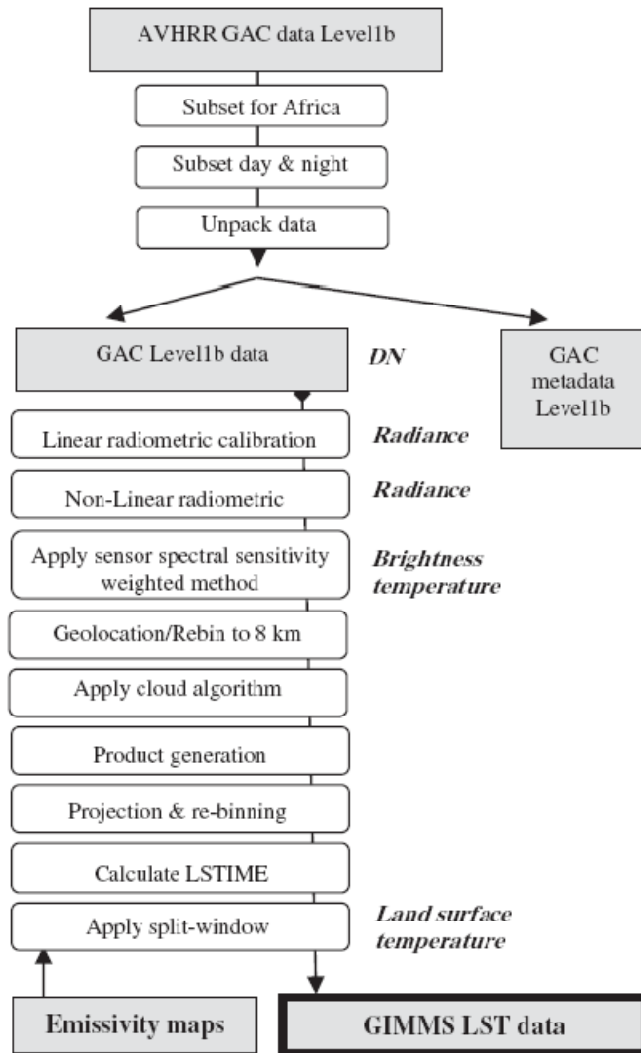 AVHRR GAC data Level1b
Subset for Africa
Subset day & night
Unpack data
GAC Level1b data
DN
GAC
metadata
Level1b
Linear radiometric calibration
Radiance
Non-Linear radiometric
Radiance
Apply sensor spectral sensitivity
weighted method
Brightness
temperature
Geolocation/Rebin to 8 km
Apply cloud algorithm
Product generation
Projection & re-binning
Calculate LSTIME
Apply split-window
Land surface
temperature
Emissivity maps
GIMMS LST data